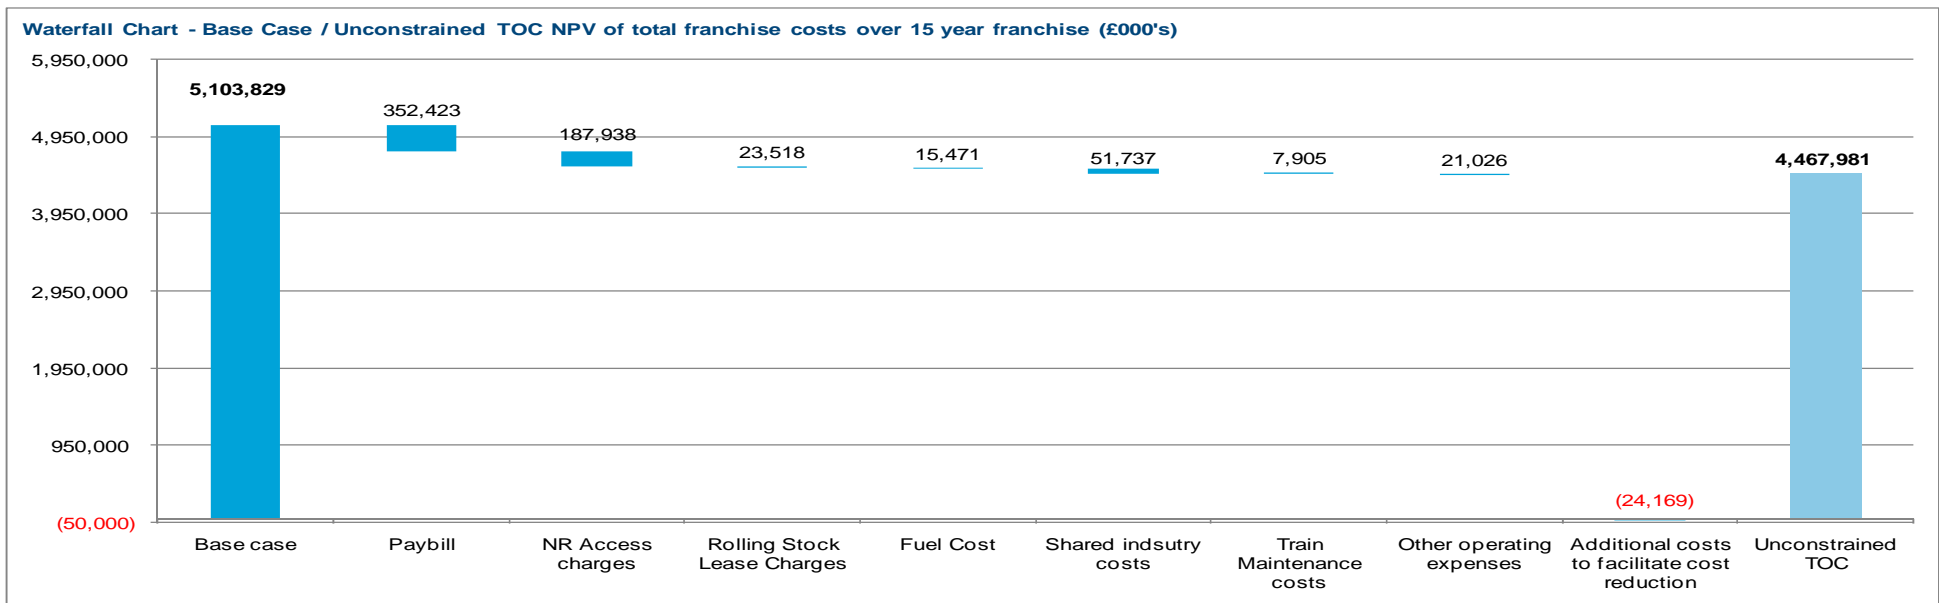 Waterfall Chart - Base Case / Unconstrained TOC NPV of total franchise costs over 15 year franchise (£000's)
5,950,000
4,950,000
3,950,000
2,950,000
1,950,000
950,000
(50,000)
5,103,829
352,423
187,938
23,518
15,471
51,737
7,905
21,026
(24,169)
4,467,981
Base case
Paybill
NR Access
charges
Rolling Stock
Lease Charges
Fuel Cost
Shared indsutry
costs
Train
Maintenance
costs
Other operating
expenses
Additional costs
to facilitate cost
reduction
Unconstrained
TOC